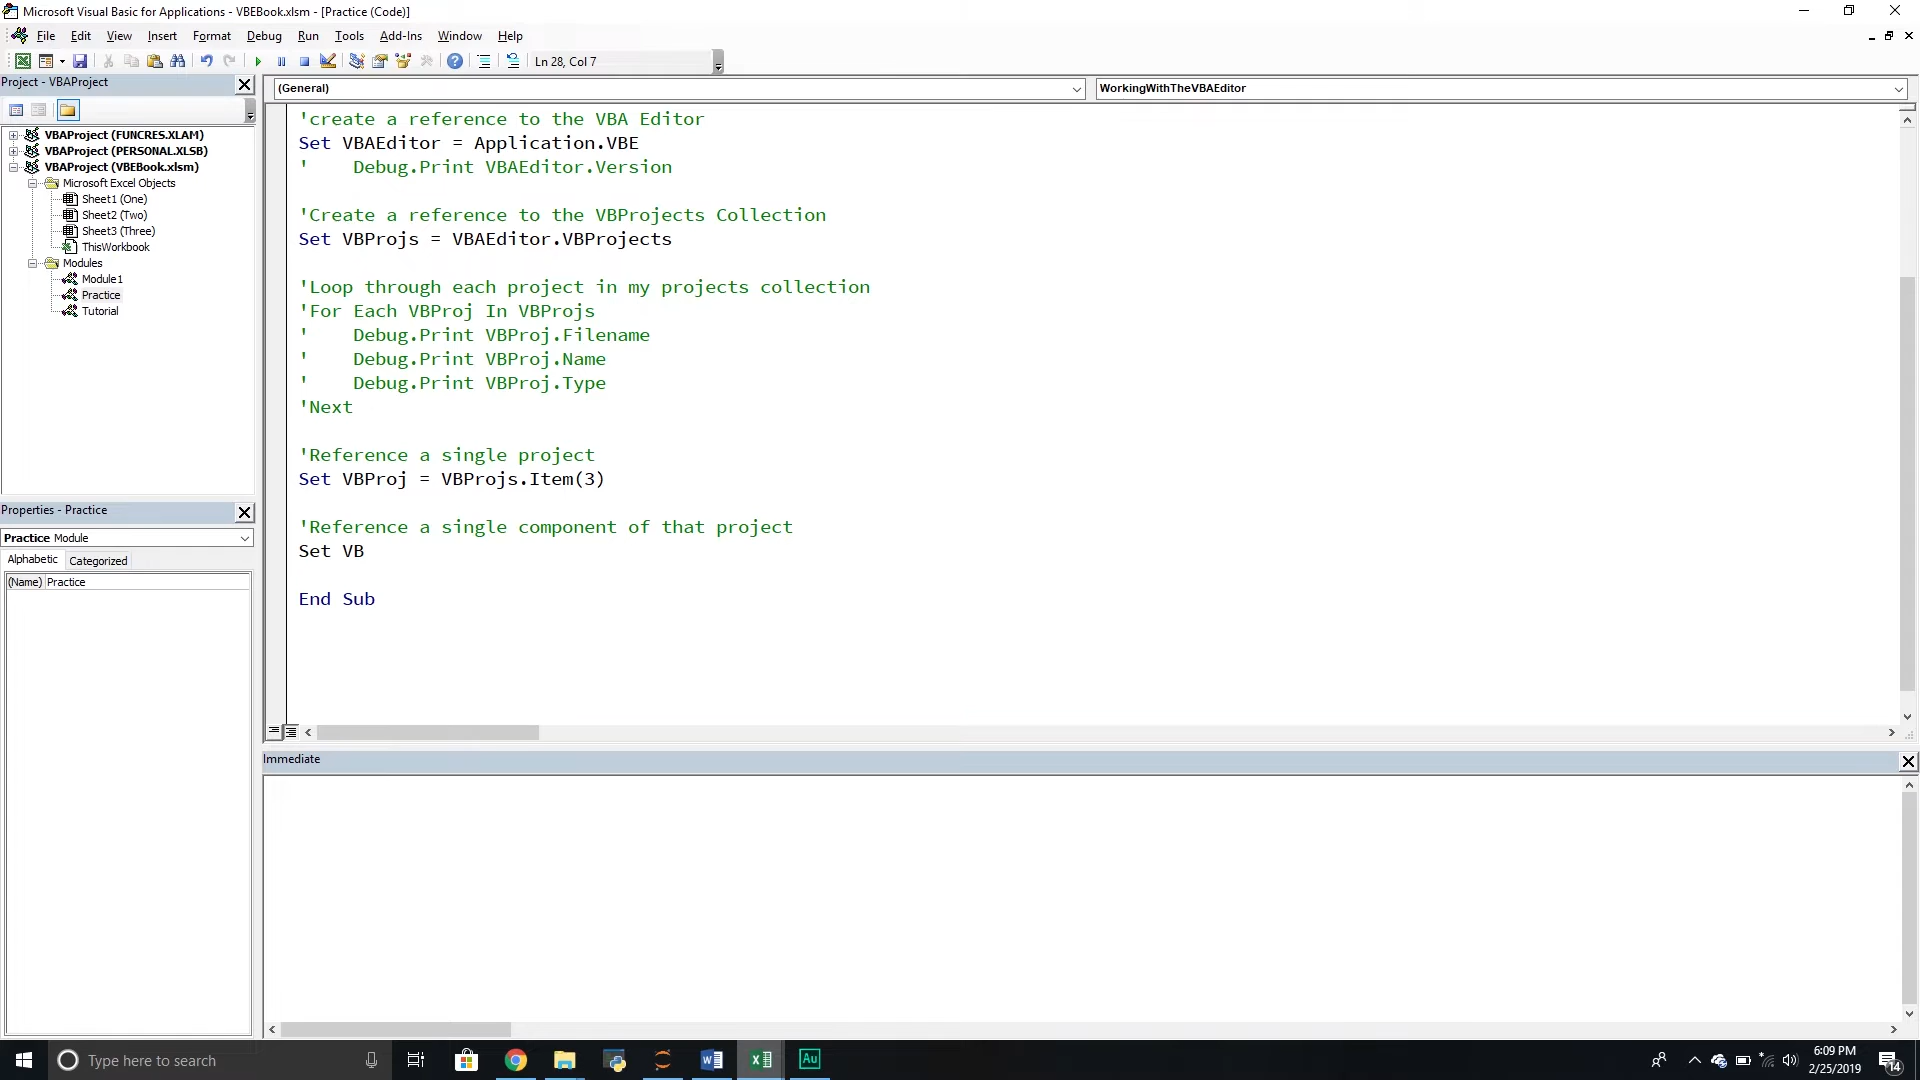 Microsoft Visual Basic for Applications - VBEBook.xlsm - [Practice (Code)]
File Edit View Insert Format Debug Run Tools Add-Ins Window Help
Ln 28, Col 7
Project - VBAProject
VBAProject (FUNCRES.XLAM)
VBAProject (PERSONAL.XLSB)
VBAProject (VBEBook.xlsm)
Microsoft Excel Objects
Sheet1 (One)
Sheet2 (Two)
Sheet3 (Three)
ThisWorkbook
Modules
Module1
Practice
Tutorial
Properties - Practice
Practice Module
Alphabetic Categorized
(Name) Practice
(General) WorkingWithTheVBAEditor
'create a reference to the VBA Editor
Set VBAEditor = Application.VBE
'    Debug.Print VBAEditor.Version
'Create a reference to the VBProjects Collection
Set VBProjs = VBAEditor.VBProjects
'Loop through each project in my projects collection
'For Each VBProj In VBProjs
'    Debug.Print VBProj.Filename
'    Debug.Print VBProj.Name
'    Debug.Print VBProj.Type
'Next
'Reference a single project
Set VBProj = VBProjs.Item(3)
'Reference a single component of that project
Set VB
End Sub
Immediate
Type here to search
Au
6:09 PM
2/25/2019
14